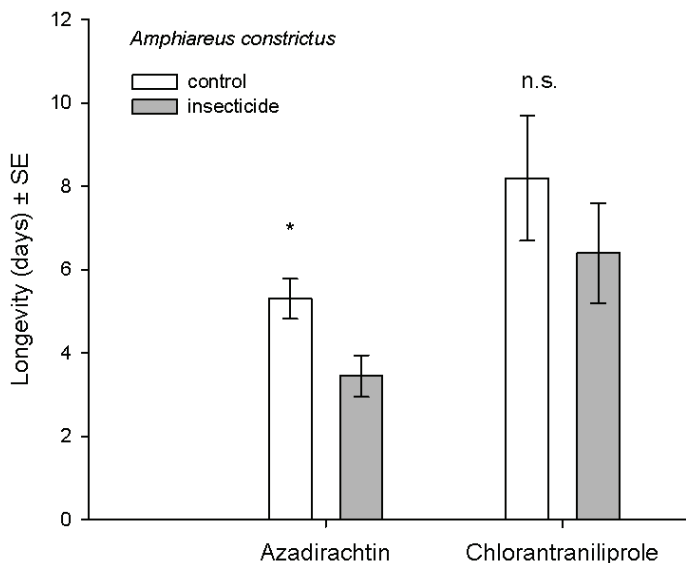 12
10
8
6
4
2
0
Longevity (days) ± SE
Amphiareus constrictus
control
insecticide
*
n.s.
Azadirachtin
Chlorantraniliprole